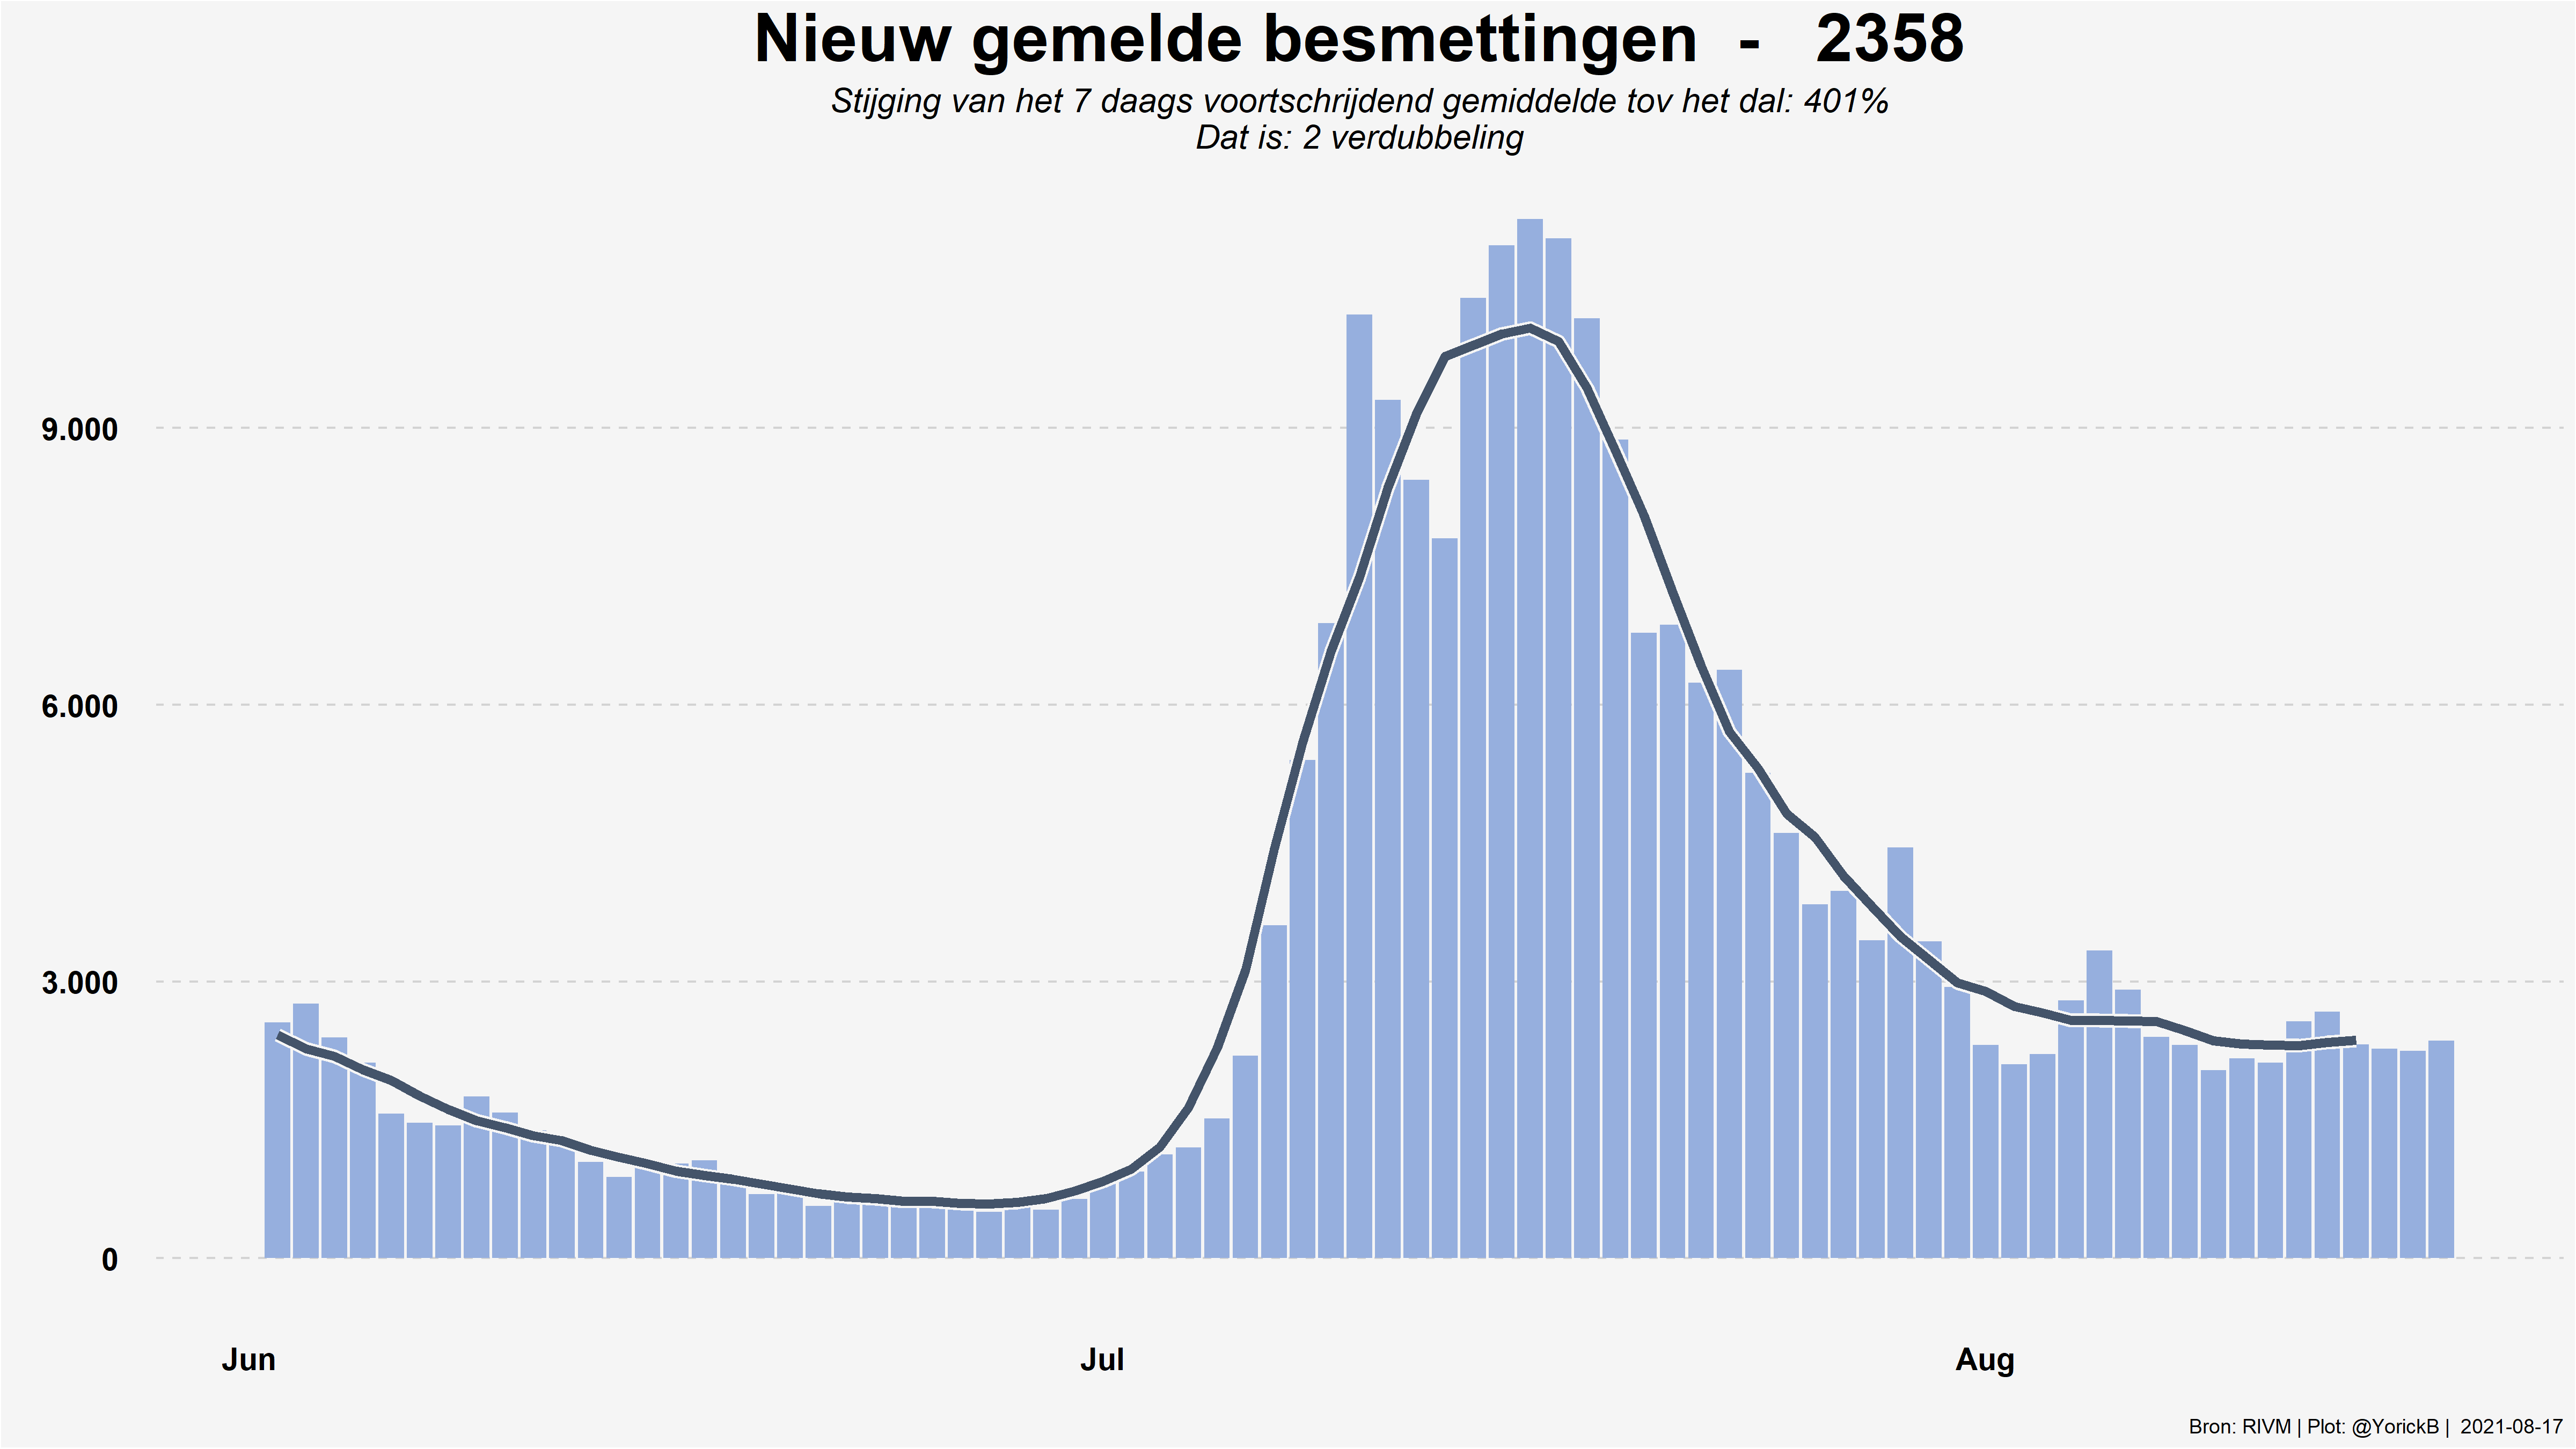 Nieuw gemelde besmettingen - 2358
Stijging van het 7 daags voortschrijdend gemiddelde tov het dal: 401%
Dat is: 2 verdubbeling
9.000
6.000
3.000
0
Jun Jul Aug
Bron: RIVM | Plot: @YorickB | 2021-08-17